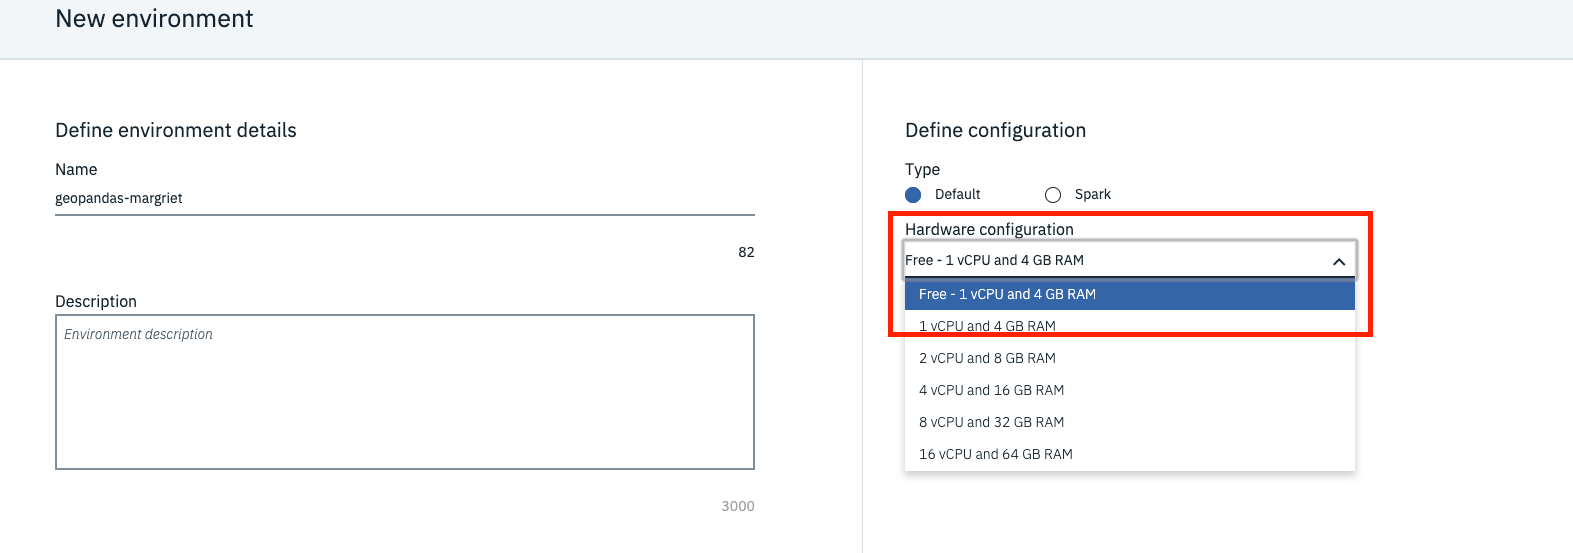 New environment
Define environment details
Name
geopandas-margriet
82
Description
Environment description
3000
Define configuration
Type
Default Spark
Hardware configuration
Free - 1 vCPU and 4 GB RAM
Free - 1 vCPU and 4 GB RAM
1 vCPU and 4 GB RAM
2 vCPU and 8 GB RAM
4 vCPU and 16 GB RAM
8 vCPU and 32 GB RAM
16 vCPU and 64 GB RAM